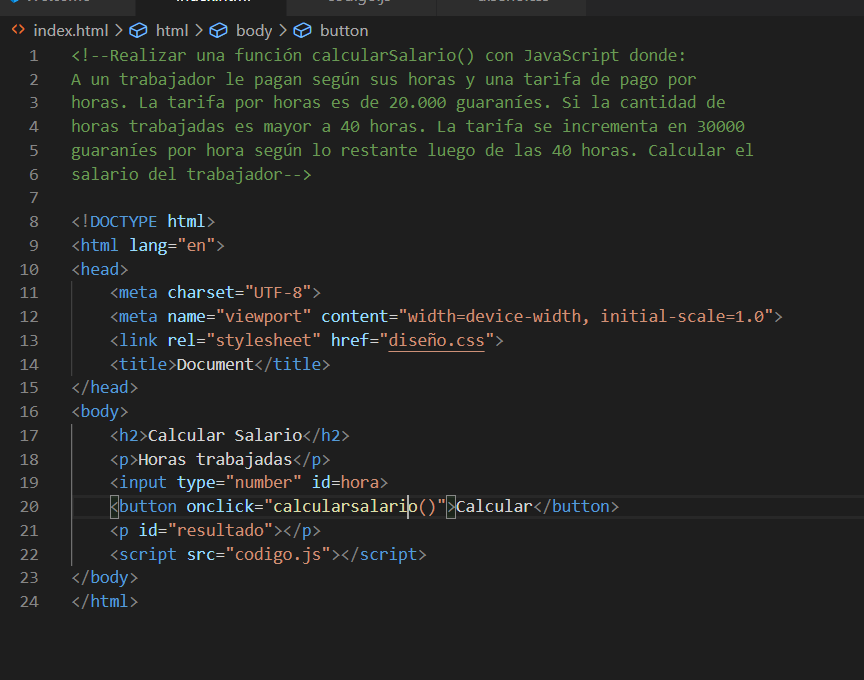 index.html > html > body > button
1 <!--Realizar una función calcularSalario() con JavaScript donde:
2 A un trabajador le pagan según sus horas y una tarifa de pago por
3 horas. La tarifa por horas es de 20.000 guaraníes. Si la cantidad de
4 horas trabajadas es mayor a 40 horas. La tarifa se incrementa en 30000
5 guaraníes por hora según lo restante luego de las 40 horas. Calcular el
6 salario del trabajador-->
7
8 <!DOCTYPE html>
9 <html lang="en">
10 <head>
11     <meta charset="UTF-8">
12     <meta name="viewport" content="width=device-width, initial-scale=1.0">
13     <link rel="stylesheet" href="diseño.css">
14     <title>Document</title>
15 </head>
16 <body>
17     <h2>Calcular Salario</h2>
18     <p>Horas trabajadas</p>
19     <input type="number" id=hora>
20     <button onclick="calcularsalario()">Calcular</button>
21     <p id="resultado"></p>
22     <script src="codigo.js"></script>
23 </body>
24 </html>